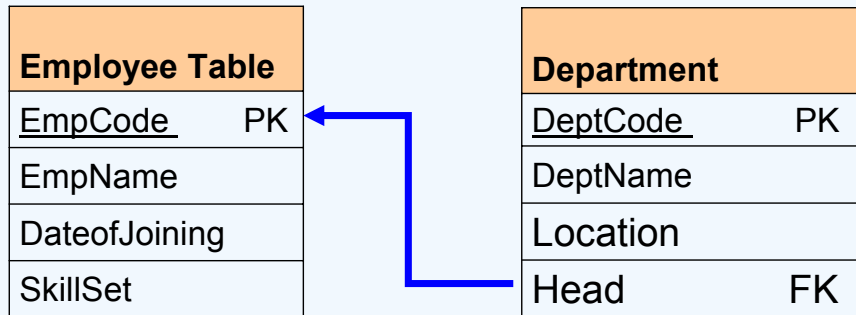 Employee Table
EmpCode PK
EmpName
DateofJoining
SkillSet
Department
DeptCode PK
DeptName
Location
Head FK